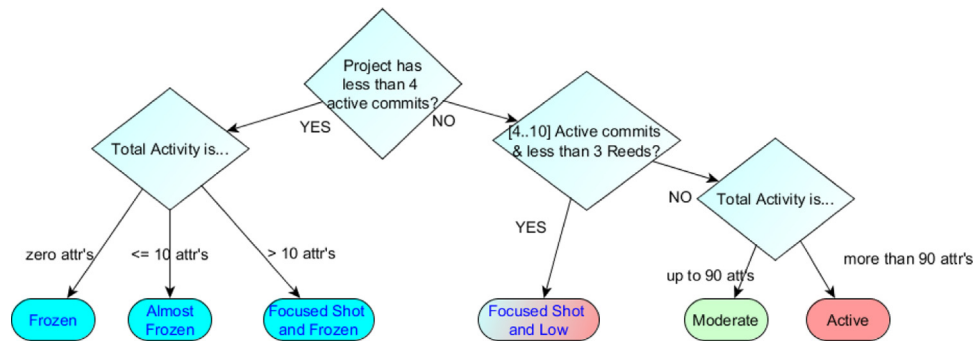 Project has
less than 4
active commits?
YES
NO
[4..10] Active commits
& less than 3 Reeds?
Total Activity is...
YES
NO
Total Activity is...
zero attr's
<= 10 attr's
> 10 attr's
up to 90 att's
more than 90 attr's
Frozen
Almost
Frozen
Focused Shot
and Frozen
Focused Shot
and Low
Moderate
Active